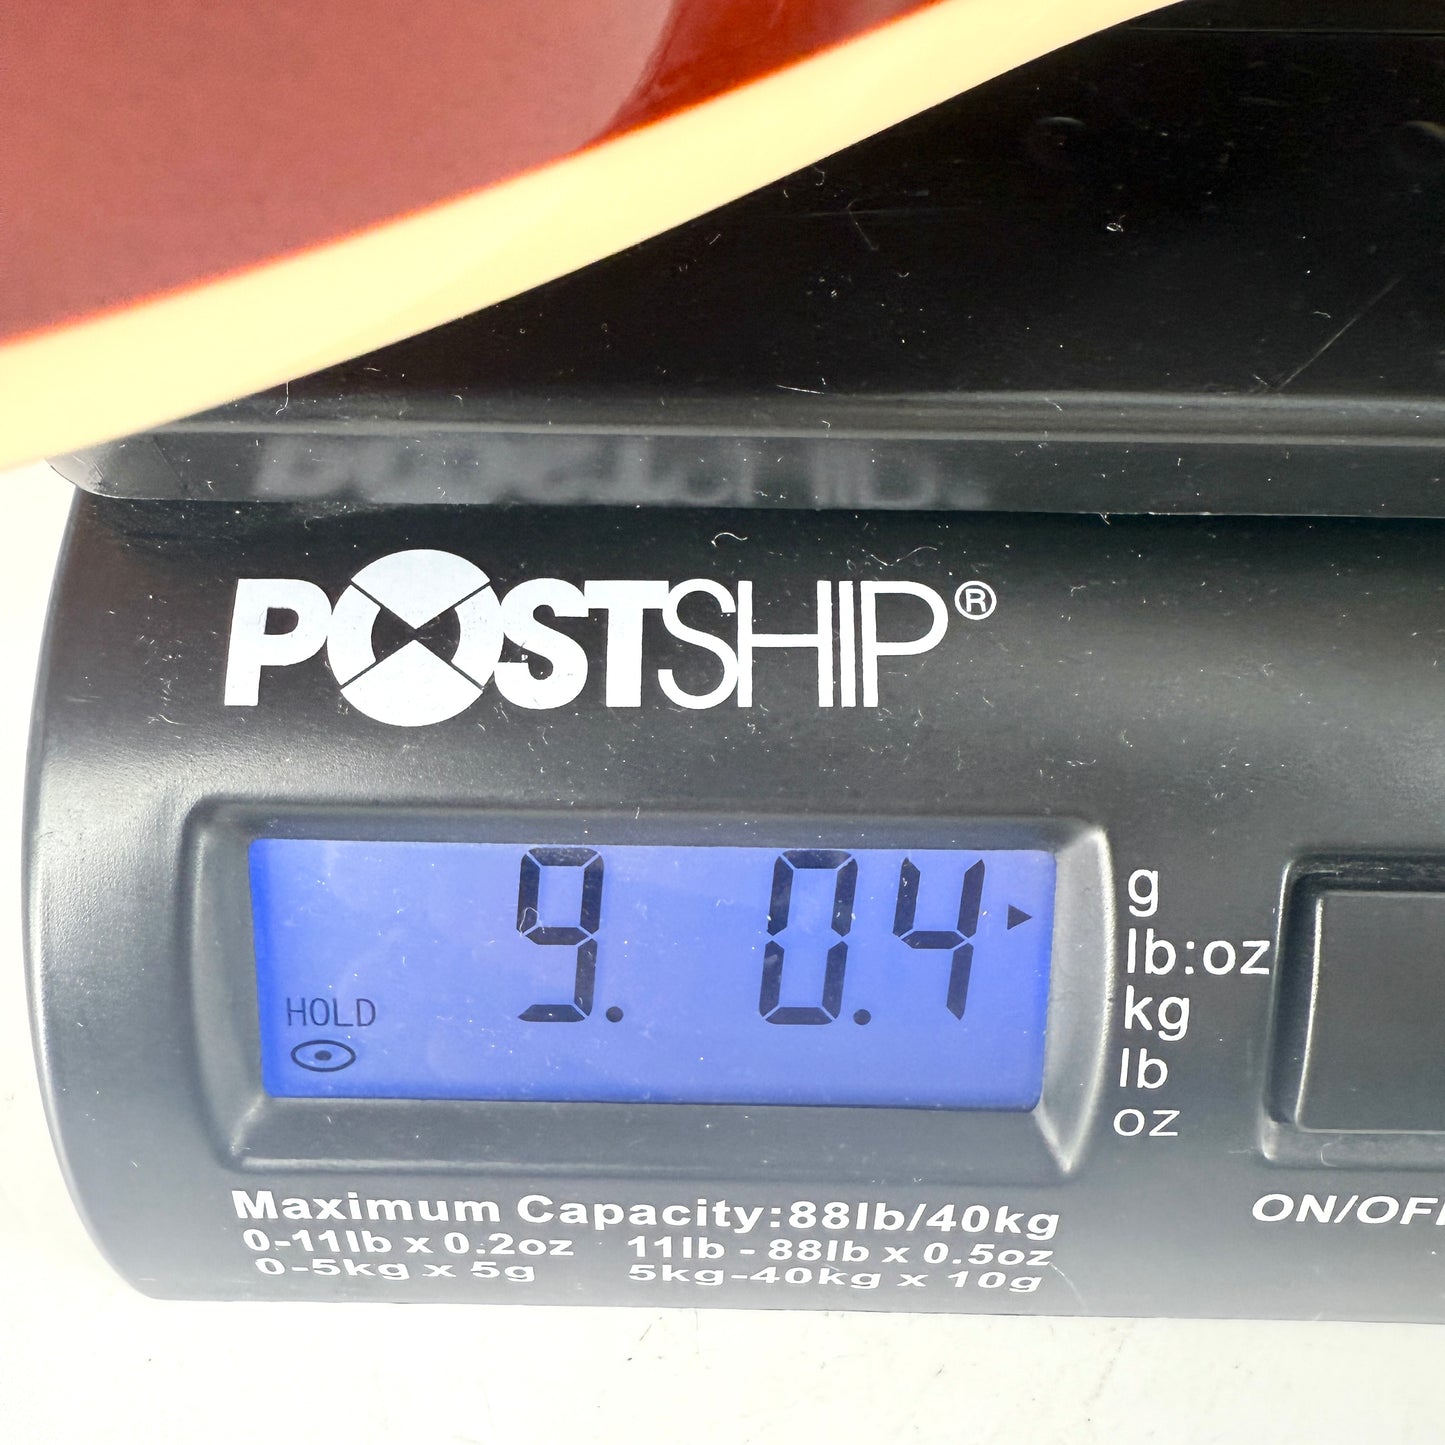 POSTSHIP®
9. 0.4
HOLD
g
lb:oz
kg
lb
oz
Maximum Capacity:88lb/40kg
0-11lb x 0.2oz 11lb - 88lb x 0.5oz
0-5kg x 5g 5kg-40kg x 10g
ON/OF